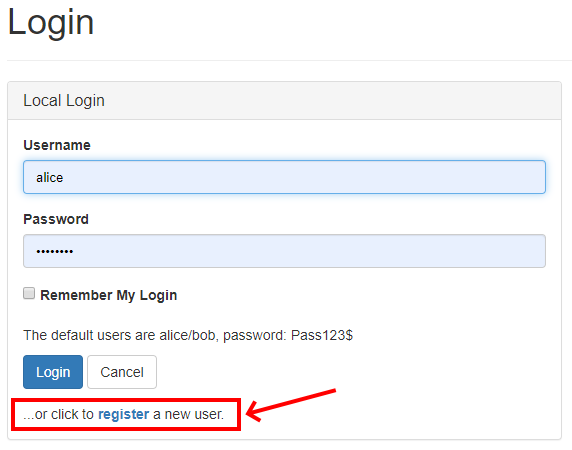 Login
Local Login
Username
alice
Password
••••••••
Remember My Login
The default users are alice/bob, password: Pass123$
Login Cancel
...or click to register a new user.